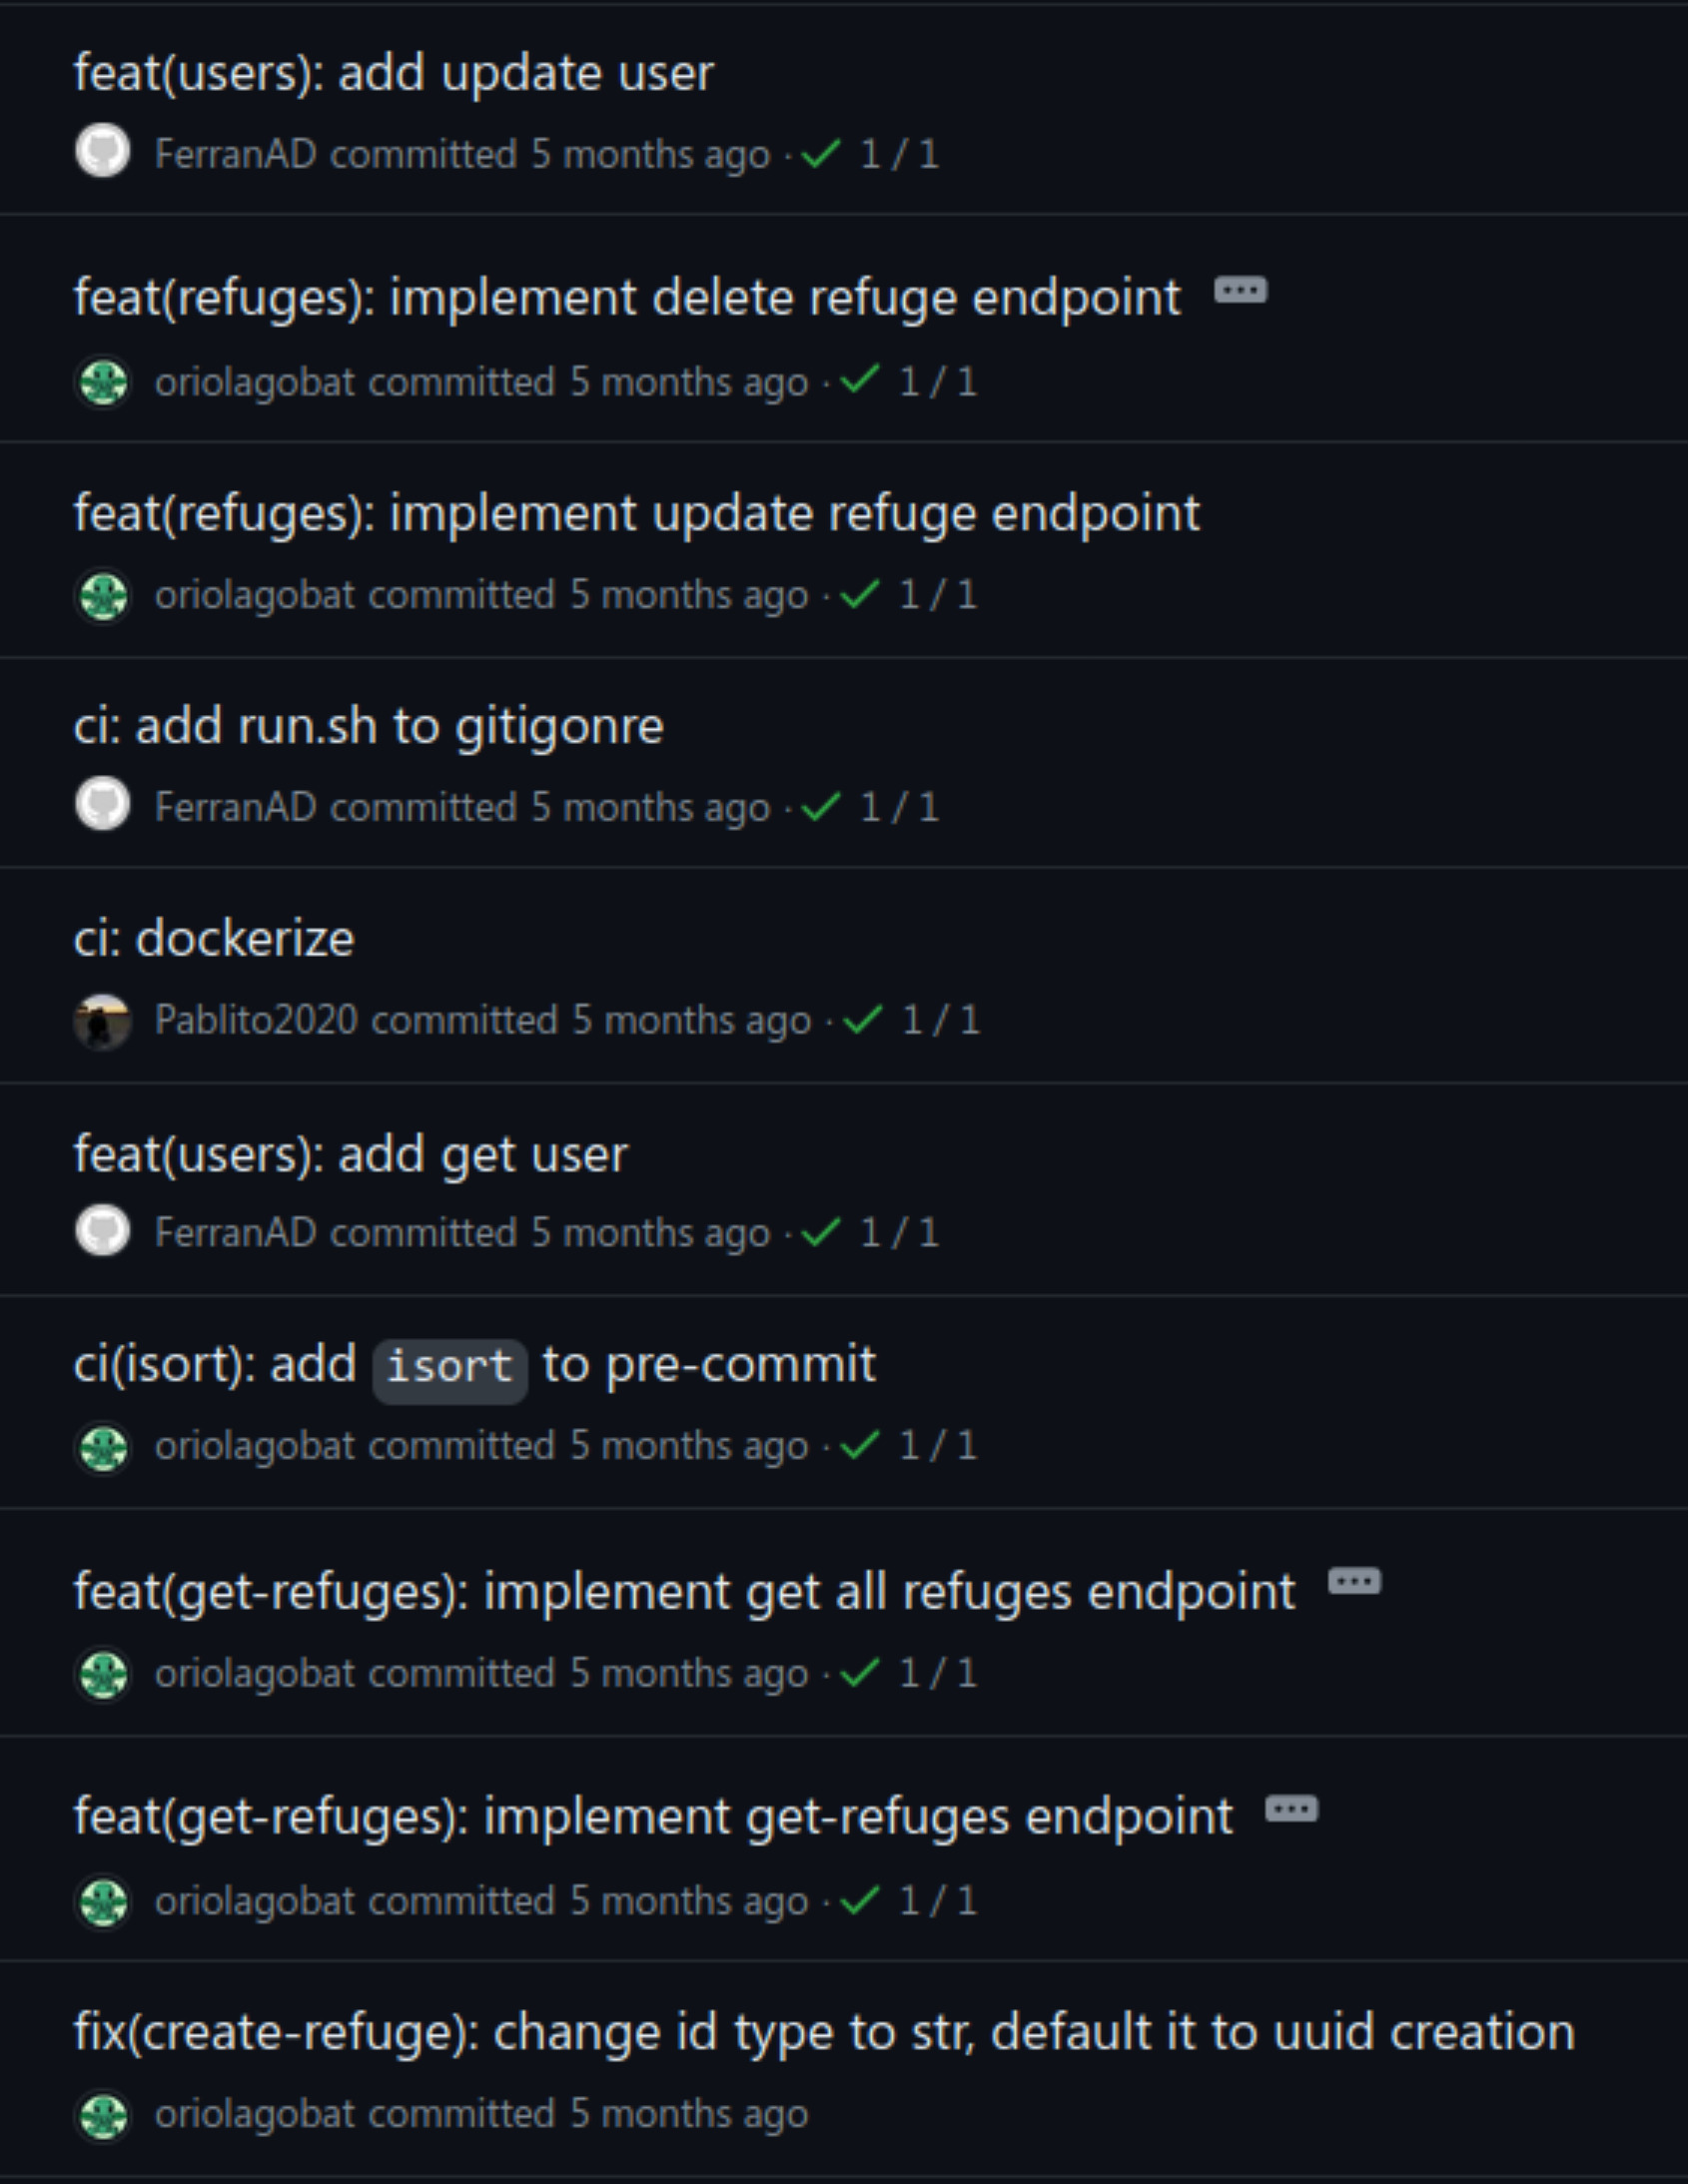 feat(users): add update user
FerranAD committed 5 months ago · ✓ 1 / 1
feat(refuges): implement delete refuge endpoint ...
oriolagobat committed 5 months ago · ✓ 1 / 1
feat(refuges): implement update refuge endpoint
oriolagobat committed 5 months ago · ✓ 1 / 1
ci: add run.sh to gitigonre
FerranAD committed 5 months ago · ✓ 1 / 1
ci: dockerize
Pablito2020 committed 5 months ago · ✓ 1 / 1
feat(users): add get user
FerranAD committed 5 months ago · ✓ 1 / 1
ci(isort): add isort to pre-commit
oriolagobat committed 5 months ago · ✓ 1 / 1
feat(get-refuges): implement get all refuges endpoint ...
oriolagobat committed 5 months ago · ✓ 1 / 1
feat(get-refuges): implement get-refuges endpoint ...
oriolagobat committed 5 months ago · ✓ 1 / 1
fix(create-refuge): change id type to str, default it to uuid creation
oriolagobat committed 5 months ago